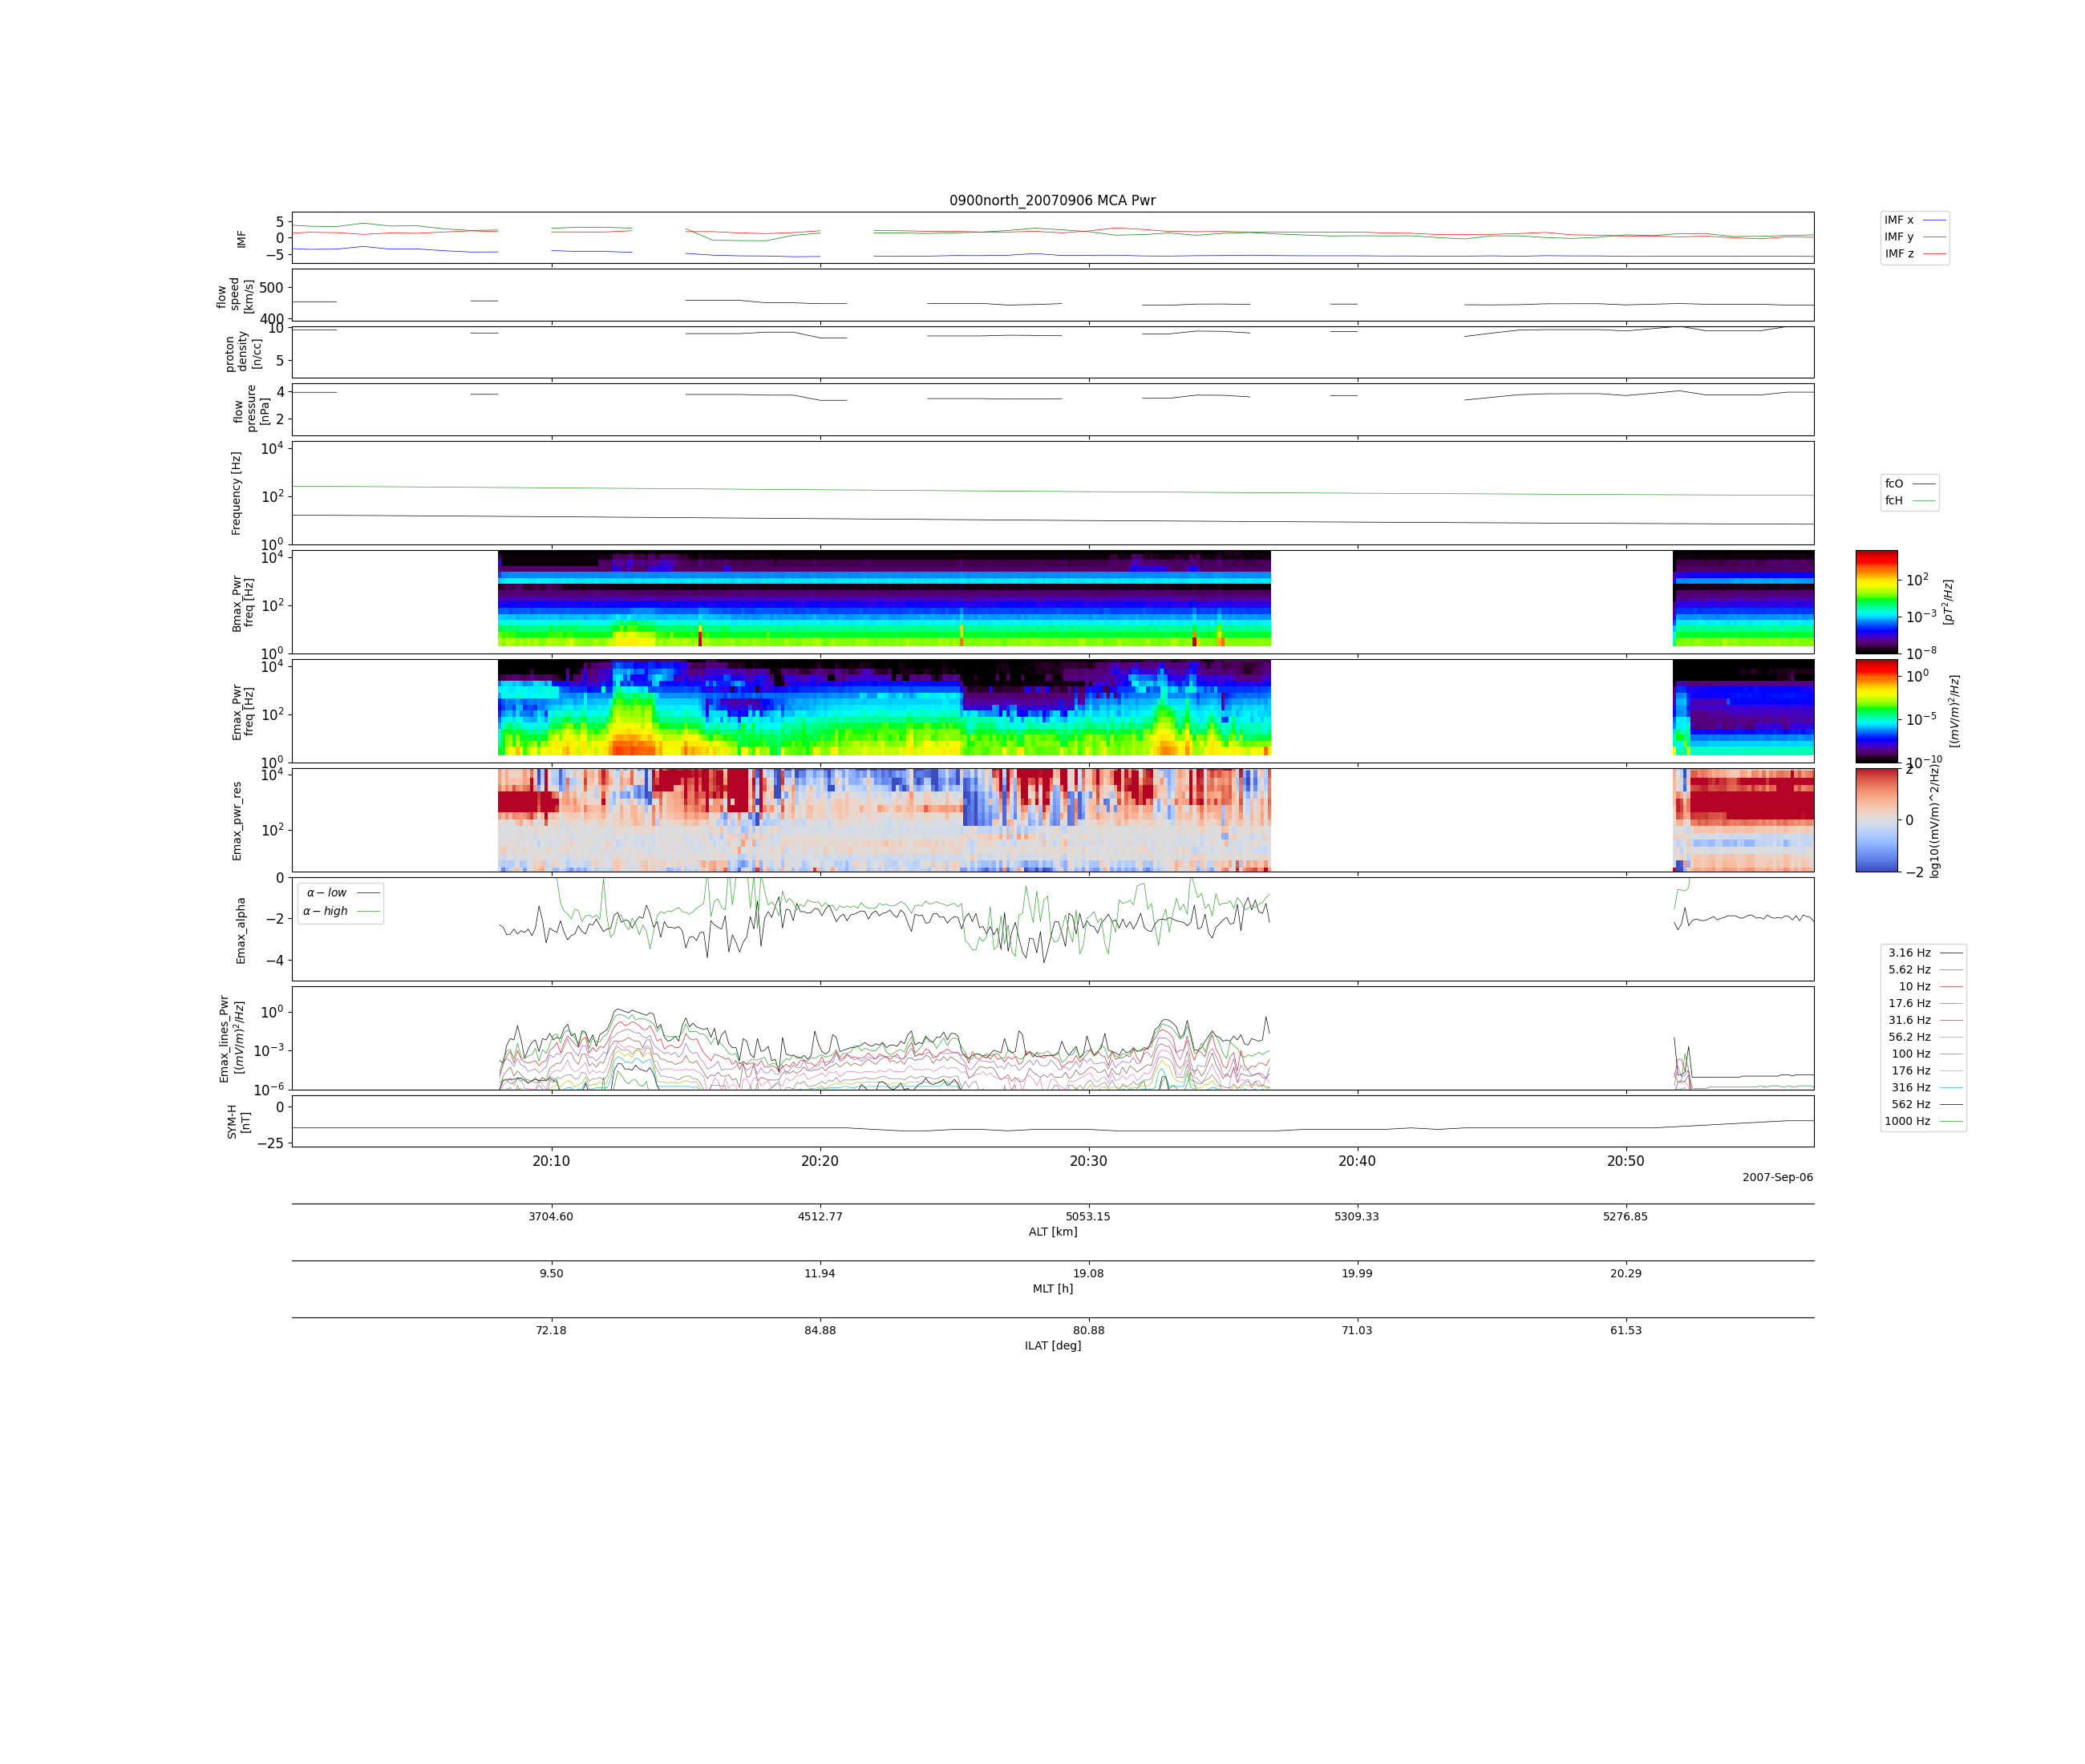 0900north_20070906 MCA Pwr
5
0
−5
IMF
IMF x
IMF y
IMF z
500
400
flow
speed
[km/s]
10
5
proton
density
[n/cc]
4
2
flow
pressure
[nPa]
10^4
10^2
10^0
Frequency [Hz]
fcO
fcH
10^4
10^2
10^0
Bmax_Pwr
freq [Hz]
10^2
10^-3
10^-8
[pT^2/Hz]
10^4
10^2
10^0
Emax_Pwr
freq [Hz]
10^0
10^-5
10^-10
[(mV/m)^2/Hz]
10^4
10^2
Emax_pwr_res
2
0
−2
log10((mV/m)^2/Hz)
0
−2
−4
Emax_alpha
α − low
α − high
10^0
10^-3
10^-6
Emax_lines_Pwr
[(mV/m)^2/Hz]
3.16 Hz
5.62 Hz
10 Hz
17.6 Hz
31.6 Hz
56.2 Hz
100 Hz
176 Hz
316 Hz
562 Hz
1000 Hz
0
−25
SYM-H
[nT]
20:10 20:20 20:30 20:40 20:50
2007-Sep-06
3704.60 4512.77 5053.15 5309.33 5276.85
ALT [km]
9.50 11.94 19.08 19.99 20.29
MLT [h]
72.18 84.88 80.88 71.03 61.53
ILAT [deg]